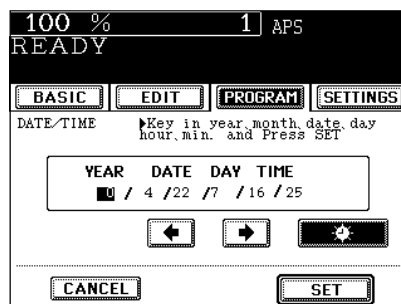 100 % 1 APS
READY
BASIC EDIT PROGRAM SETTINGS
DATE/TIME ▶Key in year, month, date, day
hour, min. and Press SET
YEAR DATE DAY TIME
0 / 4 /22 /7 /16 /25
CANCEL SET